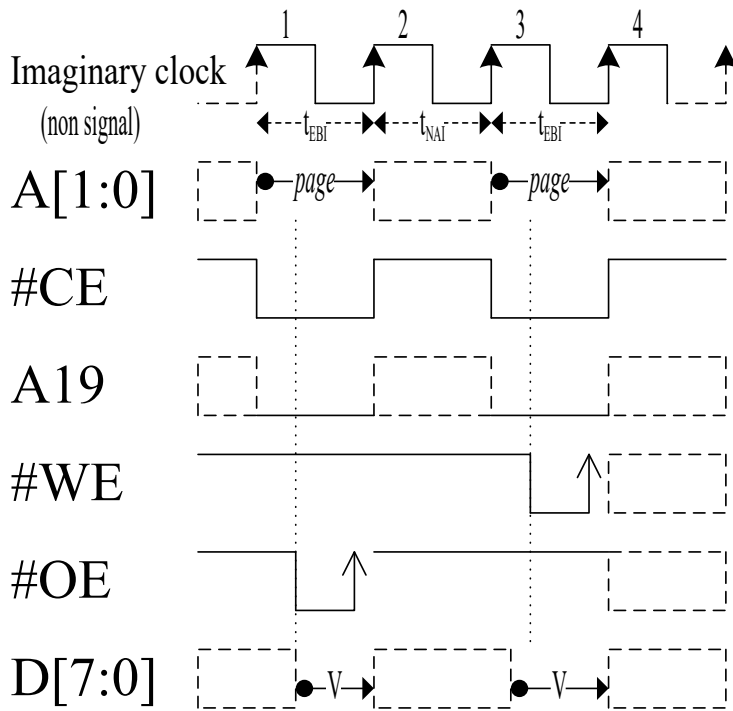 1 2 3 4
Imaginary clock
(non signal)
tEBI tNAI tEBI
A[1:0] page page
#CE
A19
#WE
#OE
D[7:0] V V